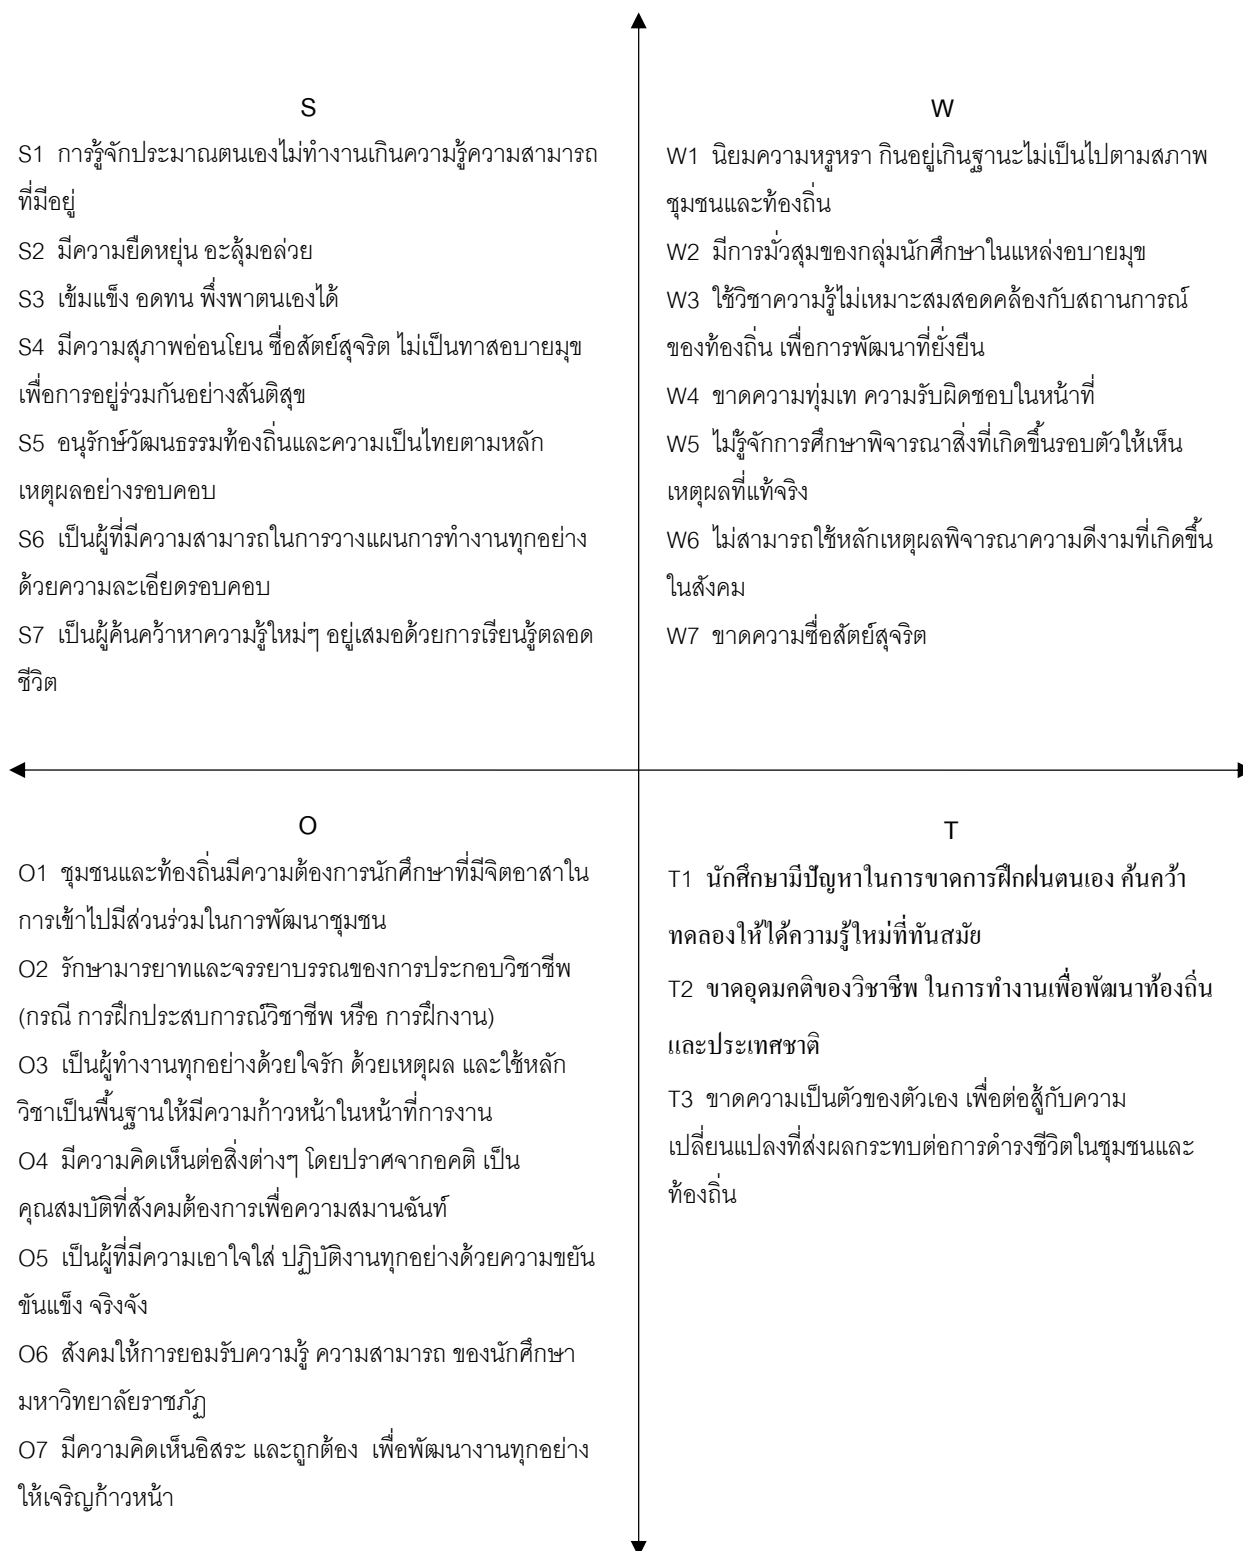 S
S1 การรู้จักประมาณตนเองไม่ทำงานเกินความรู้ความสามารถ
ที่มีอยู่
S2 มีความยืดหยุ่น อะลุ้มอล่วย
S3 เข้มแข็ง อดทน พึ่งพาตนเองได้
S4 มีความสุภาพอ่อนโยน ซื่อสัตย์สุจริต ไม่เป็นทาสอบายมุข
เพื่อการอยู่ร่วมกันอย่างสันติสุข
S5 อนุรักษ์วัฒนธรรมท้องถิ่นและความเป็นไทยตามหลัก
เหตุผลอย่างรอบคอบ
S6 เป็นผู้ที่มีความสามารถในการวางแผนการทำงานทุกอย่าง
ด้วยความละเอียดรอบคอบ
S7 เป็นผู้ค้นคว้าหาความรู้ใหม่ๆ อยู่เสมอด้วยการเรียนรู้ตลอด
ชีวิต
W
W1 นิยมความหรูหรา กินอยู่เกินฐานะไม่เป็นไปตามสภาพ
ชุมชนและท้องถิ่น
W2 มีการมั่วสุมของกลุ่มนักศึกษาในแหล่งอบายมุข
W3 ใช้วิชาความรู้ไม่เหมาะสมสอดคล้องกับสถานการณ์
ของท้องถิ่น เพื่อการพัฒนาที่ยั่งยืน
W4 ขาดความทุ่มเท ความรับผิดชอบในหน้าที่
W5 ไม่รู้จักการศึกษาพิจารณาสิ่งที่เกิดขึ้นรอบตัวให้เห็น
เหตุผลที่แท้จริง
W6 ไม่สามารถใช้หลักเหตุผลพิจารณาความดีงามที่เกิดขึ้น
ในสังคม
W7 ขาดความซื่อสัตย์สุจริต
O
O1 ชุมชนและท้องถิ่นมีความต้องการนักศึกษาที่มีจิตอาสาใน
การเข้าไปมีส่วนร่วมในการพัฒนาชุมชน
O2 รักษามารยาทและจรรยาบรรณของการประกอบวิชาชีพ
(กรณี การฝึกประสบการณ์วิชาชีพ หรือ การฝึกงาน)
O3 เป็นผู้ทำงานทุกอย่างด้วยใจรัก ด้วยเหตุผล และใช้หลัก
วิชาเป็นพื้นฐานให้มีความก้าวหน้าในหน้าที่การงาน
O4 มีความคิดเห็นต่อสิ่งต่างๆ โดยปราศจากอคติ เป็น
คุณสมบัติที่สังคมต้องการเพื่อความสมานฉันท์
O5 เป็นผู้ที่มีความเอาใจใส่ ปฏิบัติงานทุกอย่างด้วยความขยัน
ขันแข็ง จริงจัง
O6 สังคมให้การยอมรับความรู้ ความสามารถ ของนักศึกษา
มหาวิทยาลัยราชภัฏ
O7 มีความคิดเห็นอิสระ และถูกต้อง เพื่อพัฒนางานทุกอย่าง
ให้เจริญก้าวหน้า
T
T1 นักศึกษามีปัญหาในการขาดการฝึกฝนตนเอง ค้นคว้า
ทดลองให้ได้ความรู้ใหม่ที่ทันสมัย
T2 ขาดอุดมคติของวิชาชีพ ในการทำงานเพื่อพัฒนาท้องถิ่น
และประเทศชาติ
T3 ขาดความเป็นตัวของตัวเอง เพื่อต่อสู้กับความ
เปลี่ยนแปลงที่ส่งผลกระทบต่อการดำรงชีวิตในชุมชนและ
ท้องถิ่น